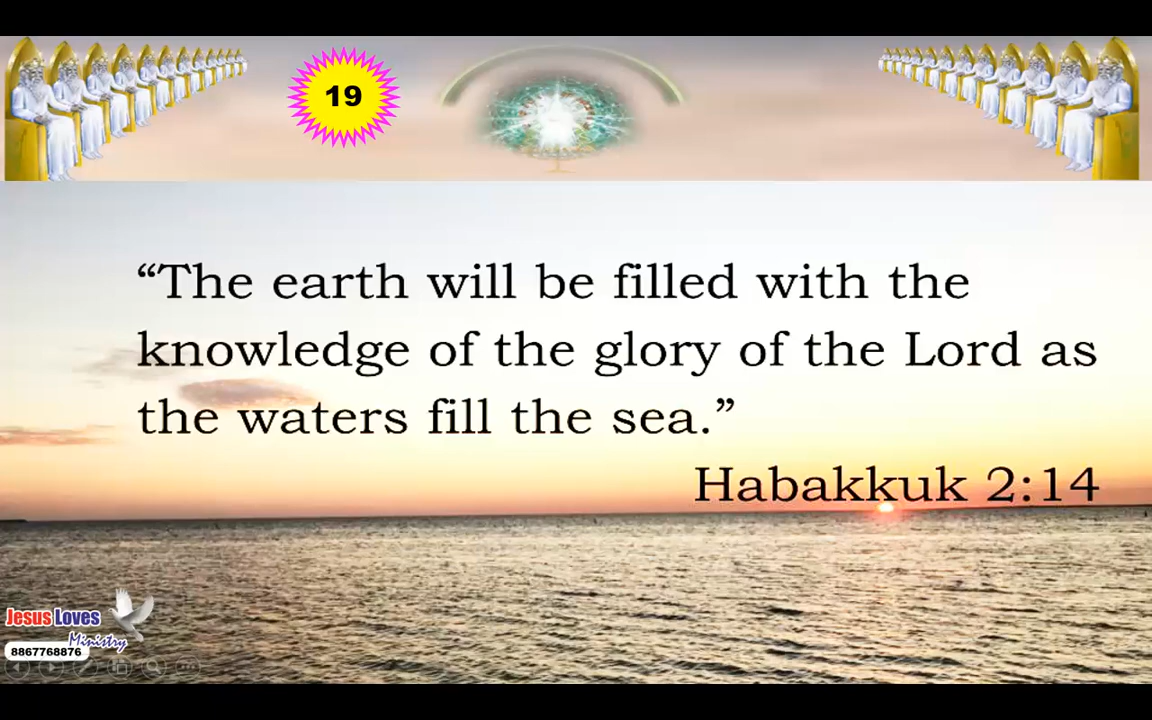 19
“The earth will be filled with the
knowledge of the glory of the Lord as
the waters fill the sea.”
Habakkuk 2:14
Jesus Loves
Ministry
8867768876